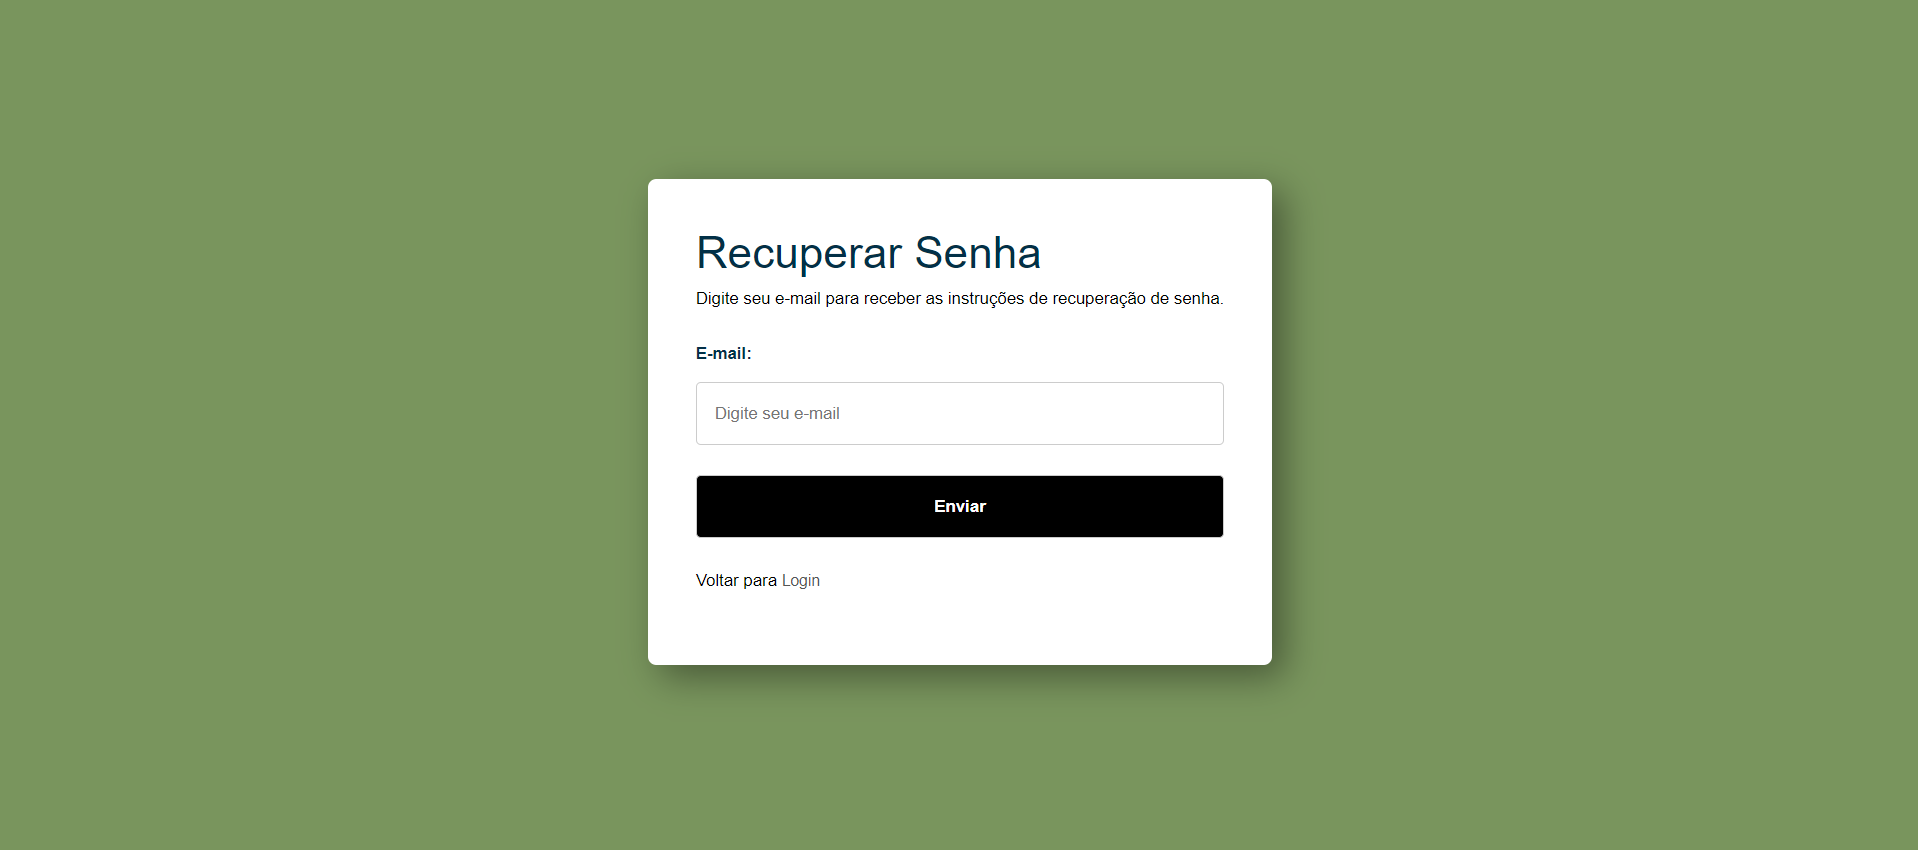 Recuperar Senha
Digite seu e-mail para receber as instruções de recuperação de senha.
E-mail:
Digite seu e-mail
Enviar
Voltar para Login